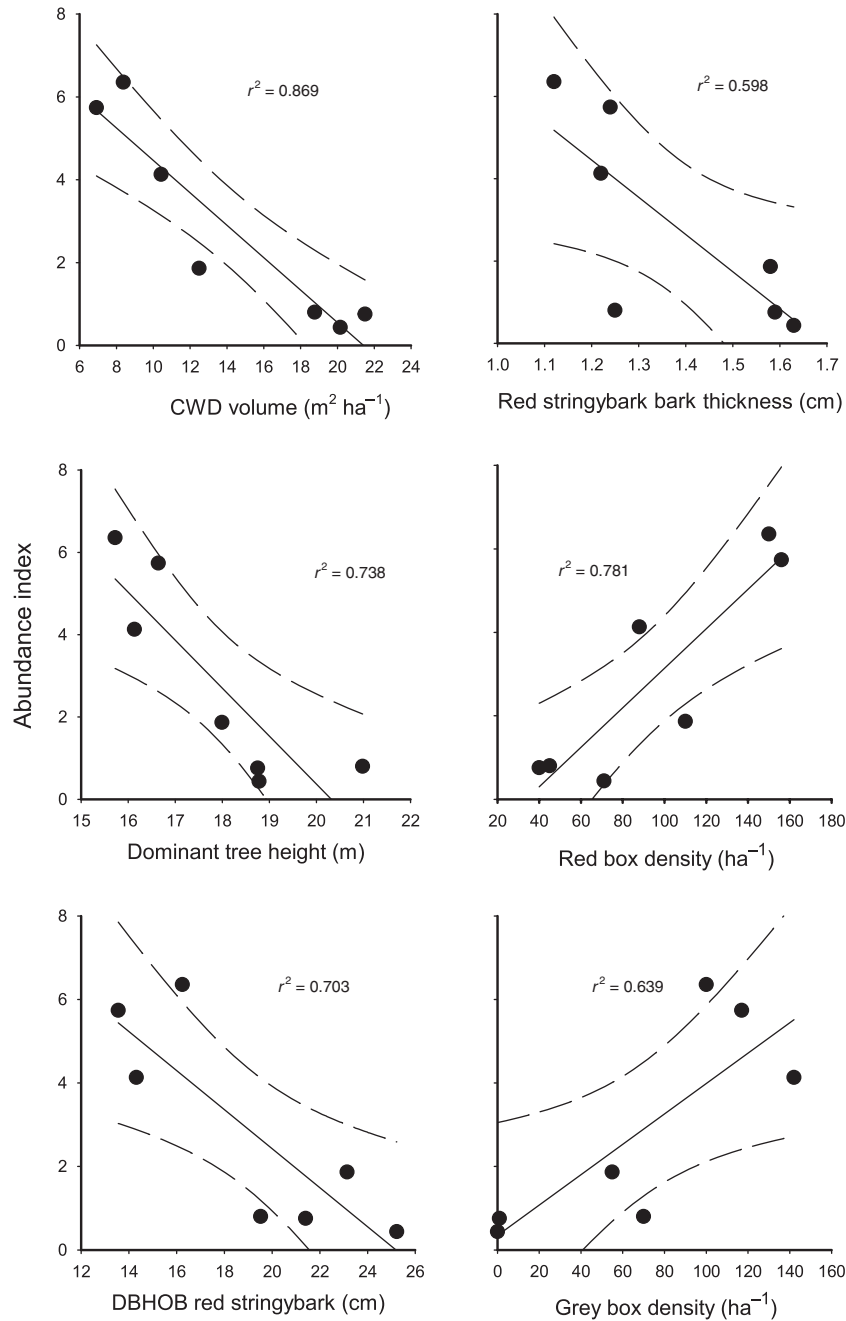 8
6
4
2
0
r² = 0.869
6 8 10 12 14 16 18 20 22 24
CWD volume (m² ha⁻¹)
r² = 0.598
1.0 1.1 1.2 1.3 1.4 1.5 1.6 1.7
Red stringybark bark thickness (cm)
Abundance index
8
6
4
2
0
r² = 0.738
15 16 17 18 19 20 21 22
Dominant tree height (m)
r² = 0.781
20 40 60 80 100 120 140 160 180
Red box density (ha⁻¹)
8
6
4
2
0
r² = 0.703
12 14 16 18 20 22 24 26
DBHOB red stringybark (cm)
r² = 0.639
0 20 40 60 80 100 120 140 160
Grey box density (ha⁻¹)